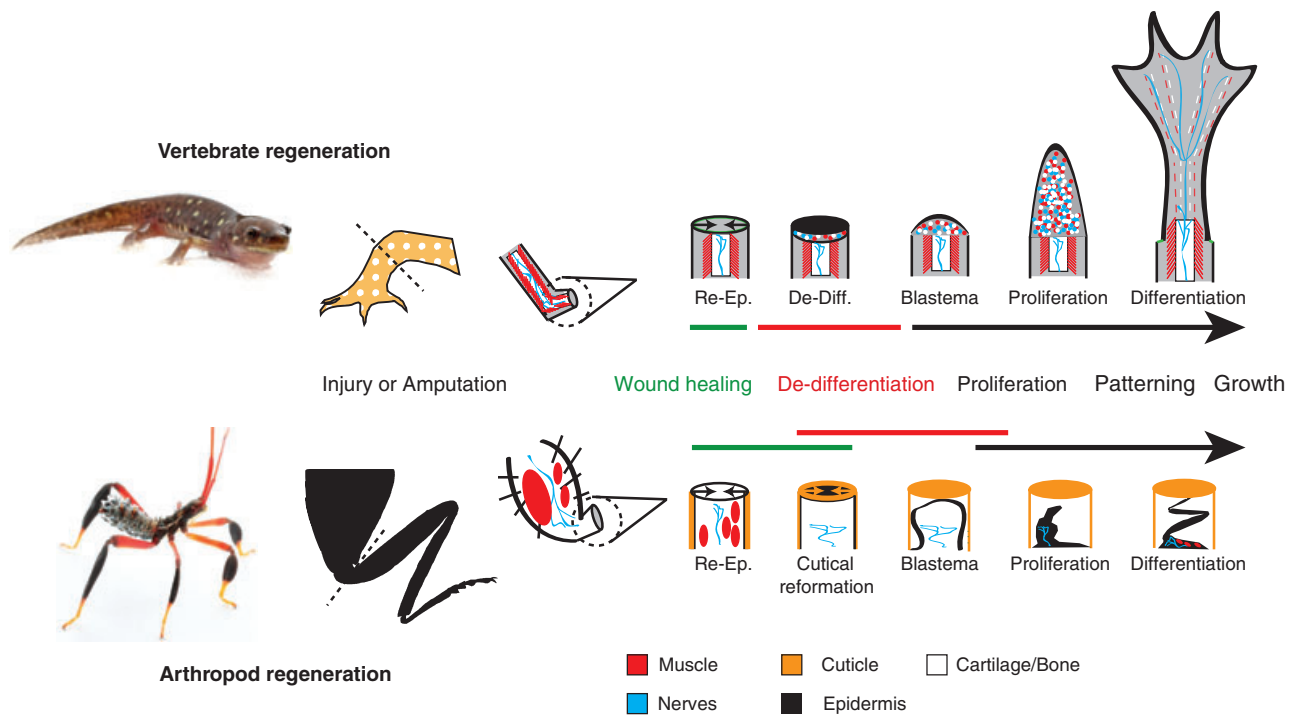 Vertebrate regeneration
Re-Ep.
De-Diff.
Blastema
Proliferation
Differentiation
Injury or Amputation
Wound healing
De-differentiation
Proliferation
Patterning
Growth
Re-Ep.
Cutical
reformation
Blastema
Proliferation
Differentiation
Arthropod regeneration
Muscle
Cuticle
Cartilage/Bone
Nerves
Epidermis